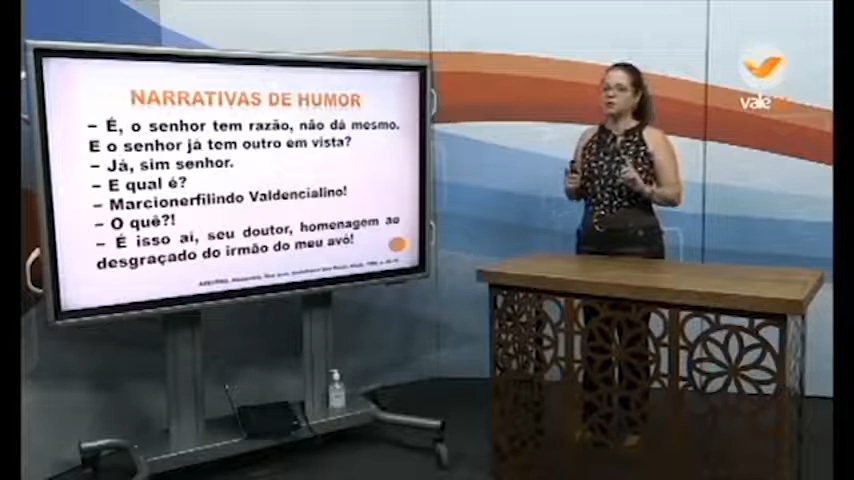 NARRATIVAS DE HUMOR
– É, o senhor tem razão, não dá mesmo.
E o senhor já tem outro em vista?
– Já, sim senhor.
– E qual é?
– Marcionerfilindo Valdencialino!
– O quê?!
– É isso aí, seu doutor, homenagem ao
desgraçado do irmão do meu avô!
vale